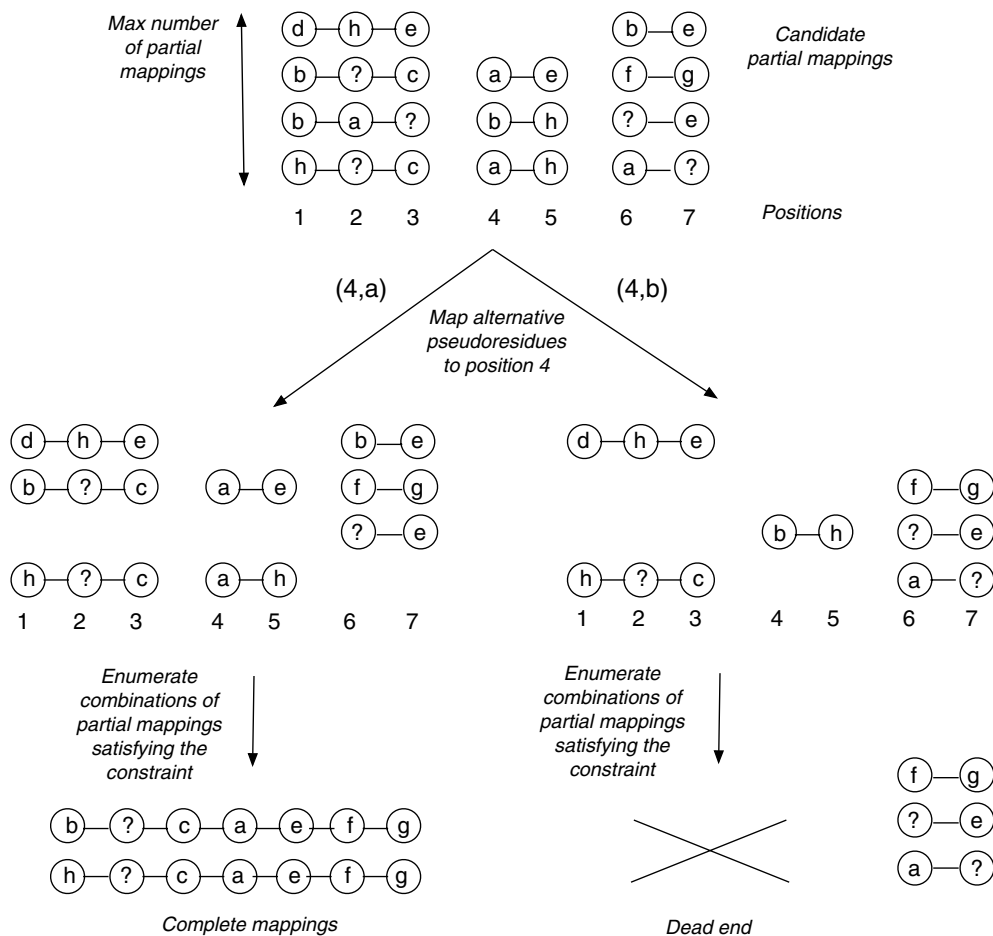 Max number
of partial
mappings
d h e
b e
Candidate
partial mappings
b ? c
a e
f g
b a ?
b h
? e
h ? c
a h
a ?
1 2 3 4 5 6 7
Positions
(4,a)
(4,b)
Map alternative
pseudoresidues
to position 4
d h e
b e
b ? c
a e
f g
? e
h ? c
a h
1 2 3 4 5 6 7
d h e
f g
b h
? e
h ? c
a ?
1 2 3 4 5 6 7
Enumerate
combinations of
partial mappings
satisfying the
constraint
Enumerate
combinations of
partial mappings
satisfying the
constraint
b ? c a e f g
h ? c a e f g
Complete mappings
f g
? e
a ?
Dead end